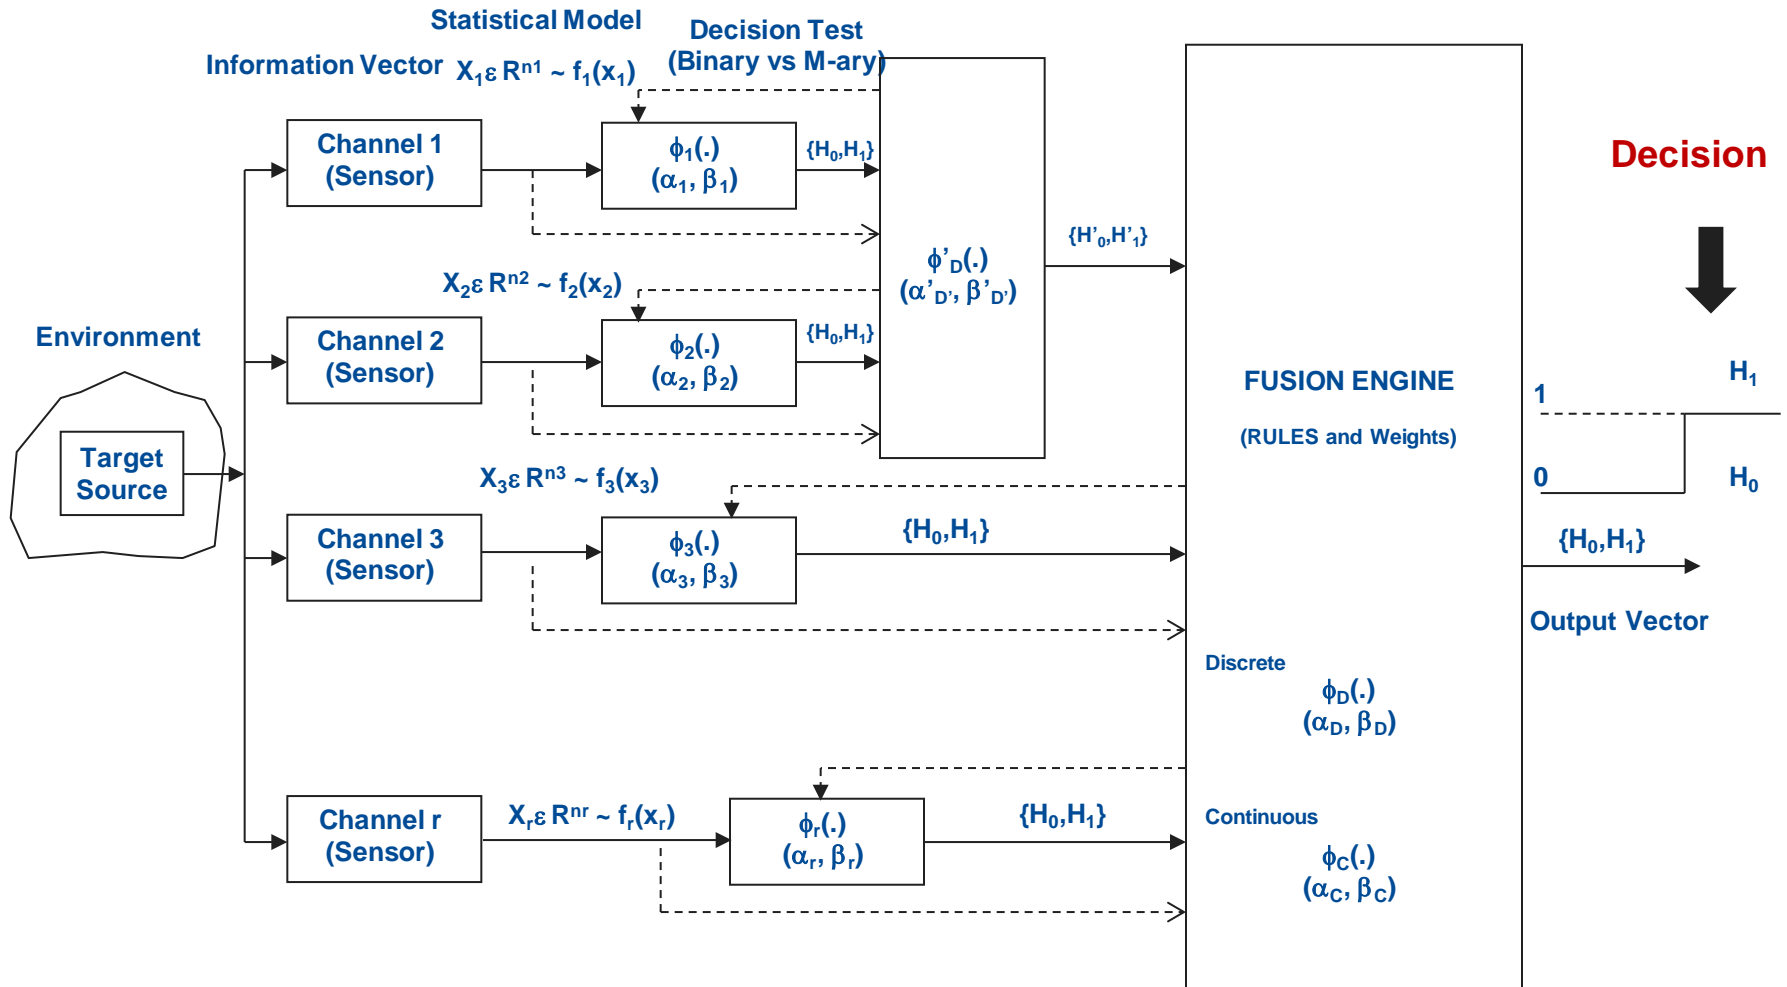 Statistical Model
Decision Test
(Binary vs M-ary)
Information Vector
X₁ε Rⁿ¹ ~ f₁(x₁)
Channel 1
(Sensor)
ϕ₁(.)
(α₁, β₁)
{H₀,H₁}
Decision
ϕ’D(.)
(α’D’, β’D’)
{H’₀,H’₁}
X₂ε Rⁿ² ~ f₂(x₂)
Environment
Channel 2
(Sensor)
ϕ₂(.)
(α₂, β₂)
{H₀,H₁}
FUSION ENGINE
(RULES and Weights)
1
H₁
0
H₀
Target
Source
X₃ε Rⁿ³ ~ f₃(x₃)
Channel 3
(Sensor)
ϕ₃(.)
(α₃, β₃)
{H₀,H₁}
{H₀,H₁}
Output Vector
Discrete
ϕD(.)
(αD, βD)
Channel r
(Sensor)
Xᵣε Rⁿʳ ~ fᵣ(xᵣ)
ϕᵣ(.)
(αᵣ, βᵣ)
{H₀,H₁}
Continuous
ϕC(.)
(αC, βC)